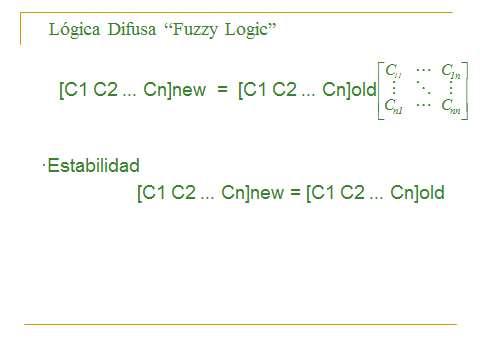 Lógica Difusa “Fuzzy Logic”
[C1 C2 ... Cn]new = [C1 C2 ... Cn]old [C11 ⋯ C1n
⋮ ⋱ ⋮
Cn1 ⋯ Cnn]
·Estabilidad
[C1 C2 ... Cn]new = [C1 C2 ... Cn]old